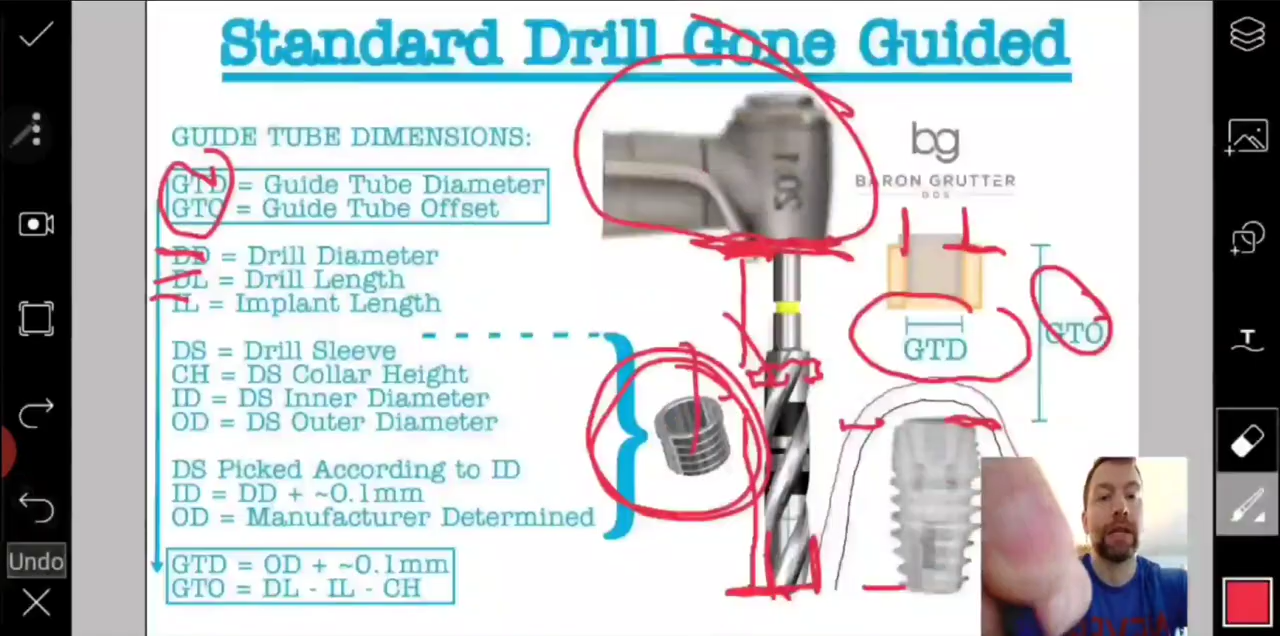 Standard Drill Gone Guided
GUIDE TUBE DIMENSIONS:
GTD = Guide Tube Diameter
GTO = Guide Tube Offset
DD = Drill Diameter
DL = Drill Length
IL = Implant Length
DS = Drill Sleeve
CH = DS Collar Height
ID = DS Inner Diameter
OD = DS Outer Diameter
DS Picked According to ID
ID = DD + ~0.1mm
OD = Manufacturer Determined
GTD = OD + ~0.1mm
GTO = DL - IL - CH
bg
BARON GRUTTER
DDS
20:1
GTD
GTO
Undo
T